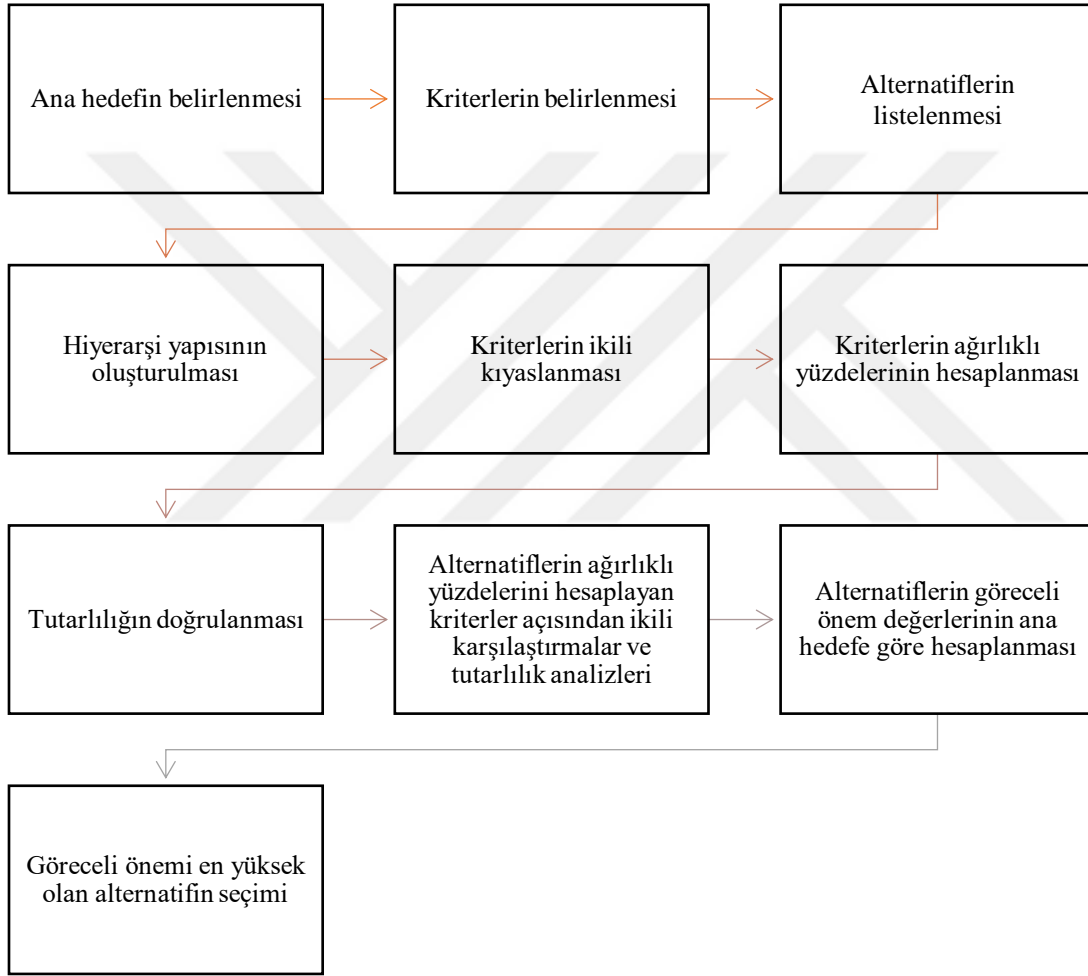 Ana hedefin belirlenmesi
Kriterlerin belirlenmesi
Alternatiflerin
listelenmesi
Hiyerarşi yapısının
oluşturulması
Kriterlerin ikili
kıyaslanması
Kriterlerin ağırlıklı
yüzdelerinin hesaplanması
Tutarlılığın doğrulanması
Alternatiflerin ağırlıklı
yüzdelerini hesaplayan
kriterler açısından ikili
karşılaştırmalar ve
tutarlılık analizleri
Alternatiflerin göreceli
önem değerlerinin ana
hedefe göre hesaplanması
Göreceli önemi en yüksek
olan alternatifin seçimi